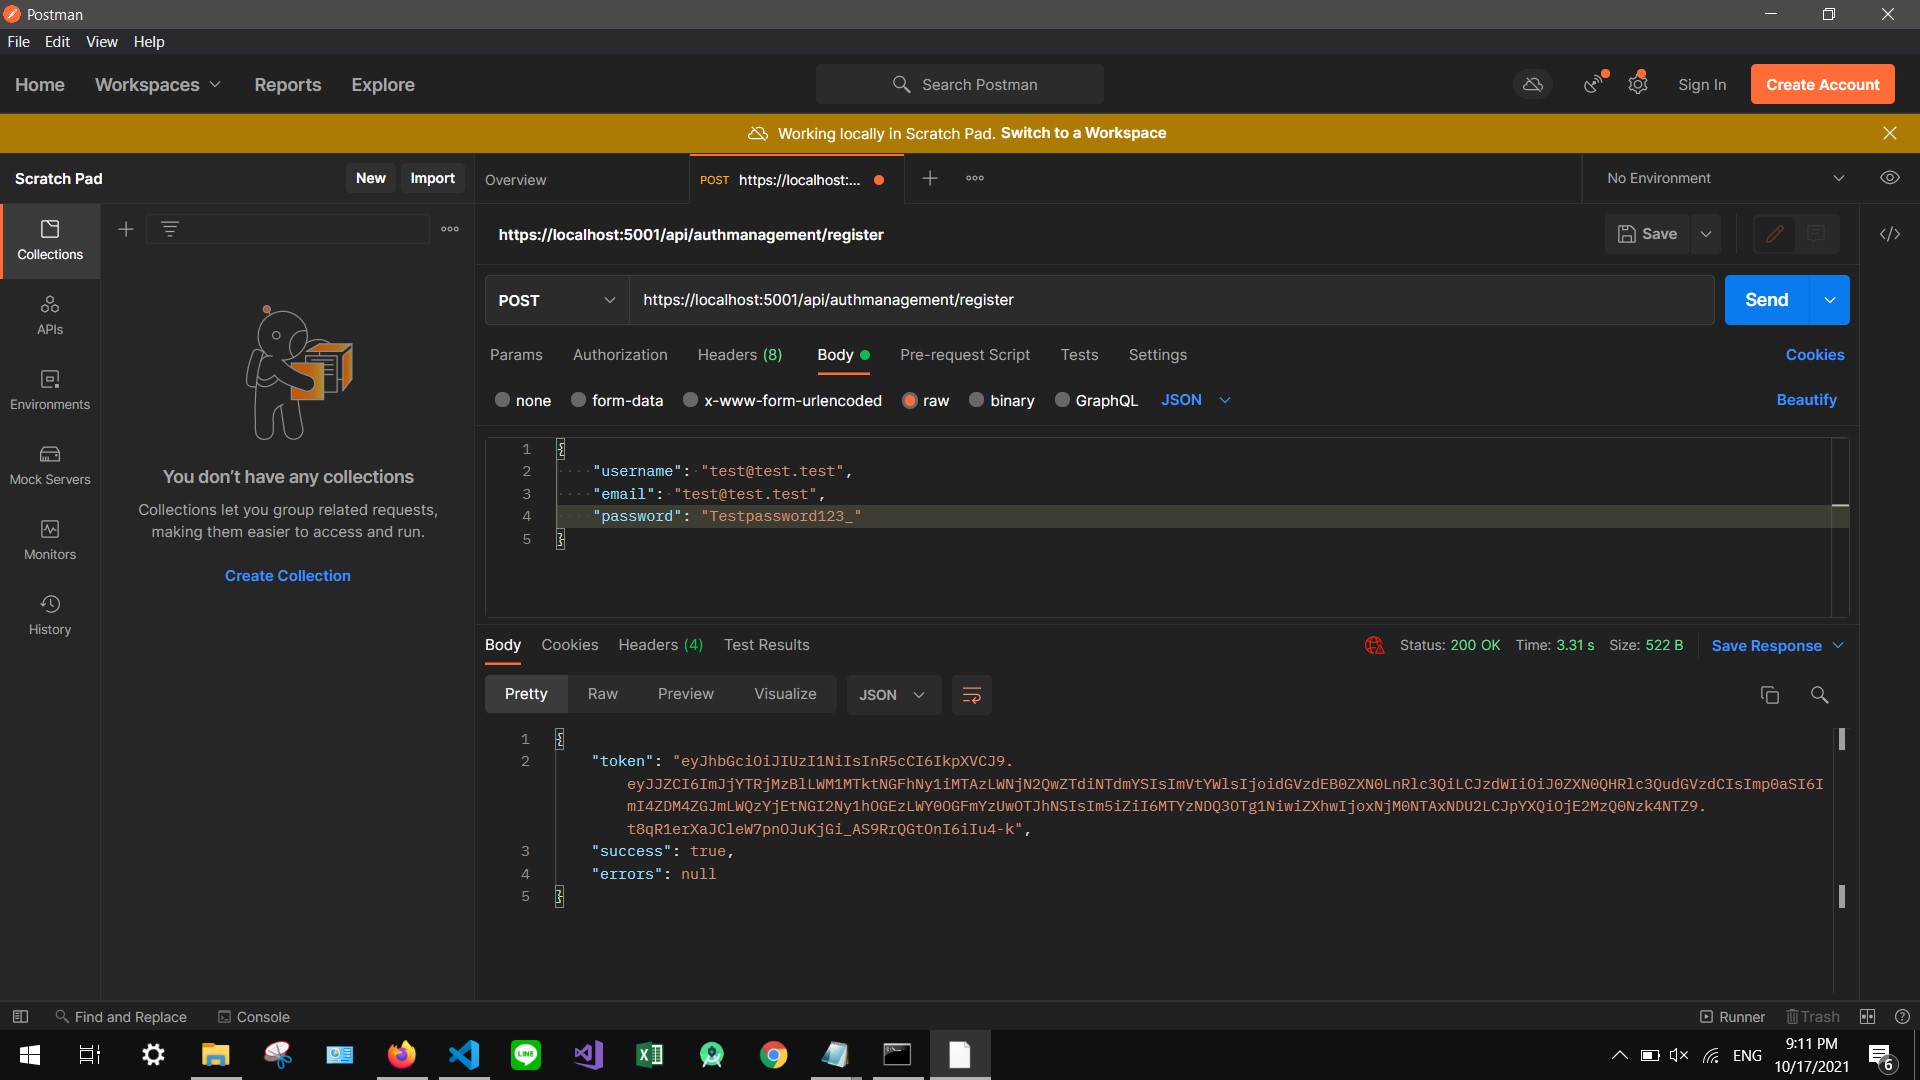 Postman
File Edit View Help
Home Workspaces Reports Explore Search Postman Sign In Create Account
Working locally in Scratch Pad. Switch to a Workspace
Scratch Pad New Import Overview POST https://localhost:... No Environment
https://localhost:5001/api/authmanagement/register Save
Collections
APIs
Environments
Mock Servers
Monitors
History
You don't have any collections
Collections let you group related requests,
making them easier to access and run.
Create Collection
POST https://localhost:5001/api/authmanagement/register Send
Params Authorization Headers (8) Body Pre-request Script Tests Settings Cookies
none form-data x-www-form-urlencoded raw binary GraphQL JSON Beautify
1 {
2 "username": "test@test.test",
3 "email": "test@test.test",
4 "password": "Testpassword123_"
5 }
Body Cookies Headers (4) Test Results Status: 200 OK Time: 3.31 s Size: 522 B Save Response
Pretty Raw Preview Visualize JSON
1 {
2 "token": "eyJhbGciOiJIUzI1NiIsInR5cCI6IkpXVCJ9.
eyJJZCI6ImJjYTRjMzBlLWM1MTktNGFhNy1iMTAzLWNjN2QwZTdiNTdmYSIsImVtYWlsIjoidGVzdEB0ZXN0LnRlc3QiLCJzdWIiOiJ0ZXN0QHRlc3QudGVzdCIsImp0aSI6I
mI4ZDM4ZGJmLWQzYjEtNGI2Ny1hOGEzLWY0OGFmYzUwOTJhNSIsIm5iZiI6MTYzNDQ3OTg1NiwiZXhwIjoxNjM0NTAxNDU2LCJpYXQiOjE2MzQ0Nzk4NTZ9.
t8qR1erXaJCleW7pnOJuKjGi_AS9RrQGtOnI6iIu4-k",
3 "success": true,
4 "errors": null
5 }
Find and Replace Console Runner Trash
LINE
ENG 9:11 PM
10/17/2021 6